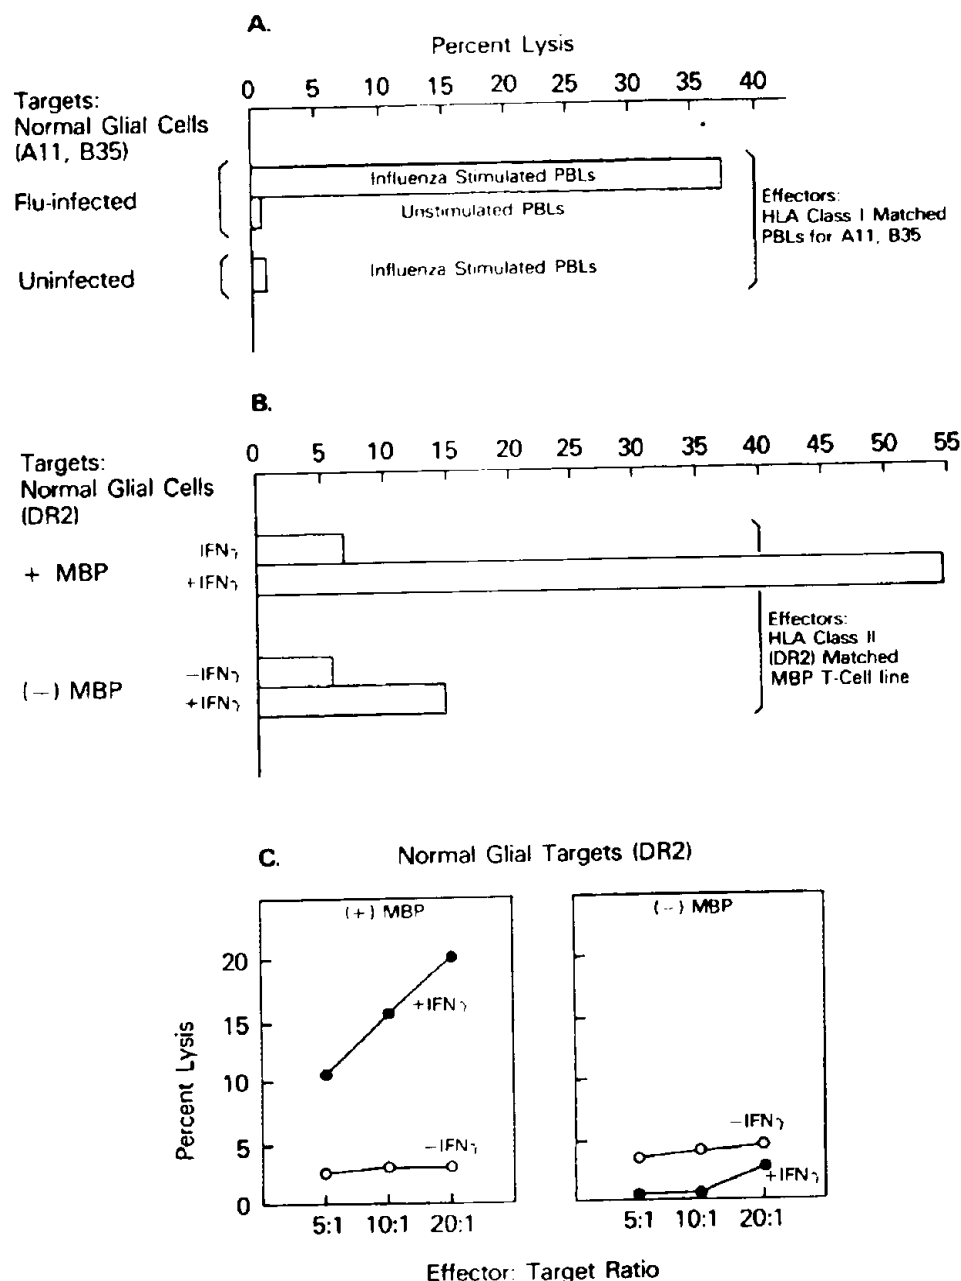 A.
Percent Lysis
0 5 10 15 20 25 30 35 40
Targets:
Normal Glial Cells
(A11, B35)
Flu-infected
Influenza Stimulated PBLs
Unstimulated PBLs
Uninfected
Influenza Stimulated PBLs
Effectors:
HLA Class I Matched
PBLs for A11, B35
B.
0 5 10 15 20 25 30 35 40 45 50 55
Targets:
Normal Glial Cells
(DR2)
+ MBP
IFNγ
+IFNγ
(−) MBP
−IFNγ
+IFNγ
Effectors:
HLA Class II
(DR2) Matched
MBP T-Cell line
C.
Normal Glial Targets (DR2)
(+) MBP
(−) MBP
Percent Lysis
20
15
10
5
0
+IFNγ
−IFNγ
−IFNγ
+IFNγ
5:1 10:1 20:1
5:1 10:1 20:1
Effector: Target Ratio